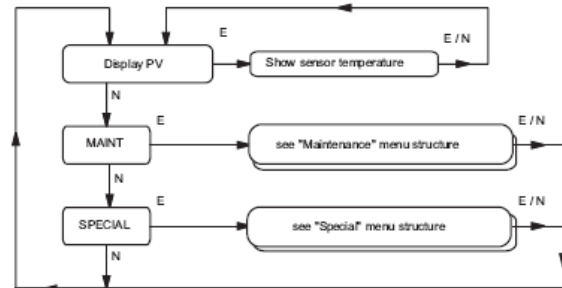 E
E / N
Display PV
Show sensor temperature
N
E
E / N
MAINT
see "Maintenance" menu structure
N
E
E / N
SPECIAL
see "Special" menu structure
N